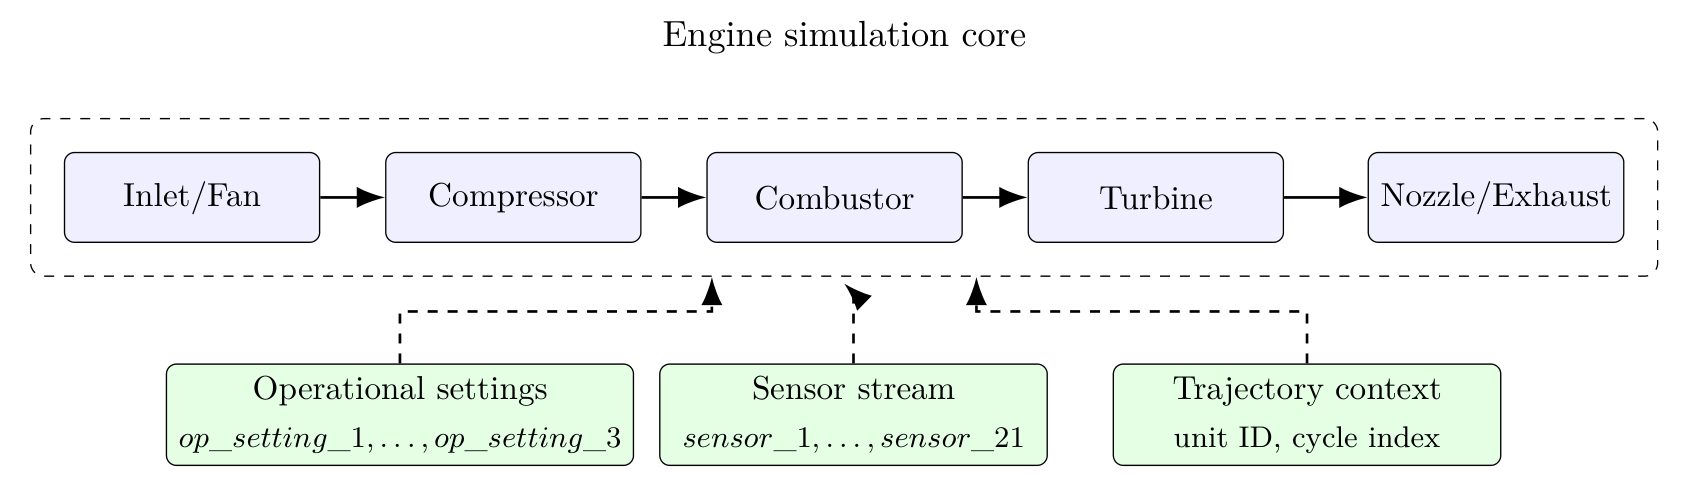 Engine simulation core
Inlet/Fan
Compressor
Combustor
Turbine
Nozzle/Exhaust
Operational settings
op_setting_1, ..., op_setting_3
Sensor stream
sensor_1, ..., sensor_21
Trajectory context
unit ID, cycle index